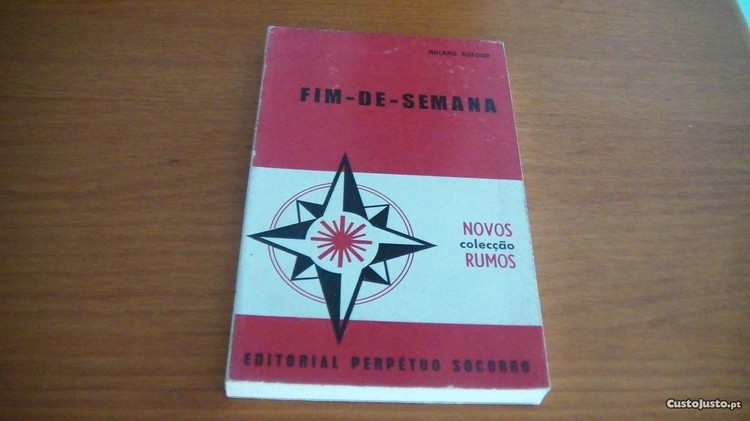 FIM-DE-SEMANA
NOVOS
colecção
RUMOS
EDITORIAL PERPÉTUO SOCORRO
CustoJusto.pt